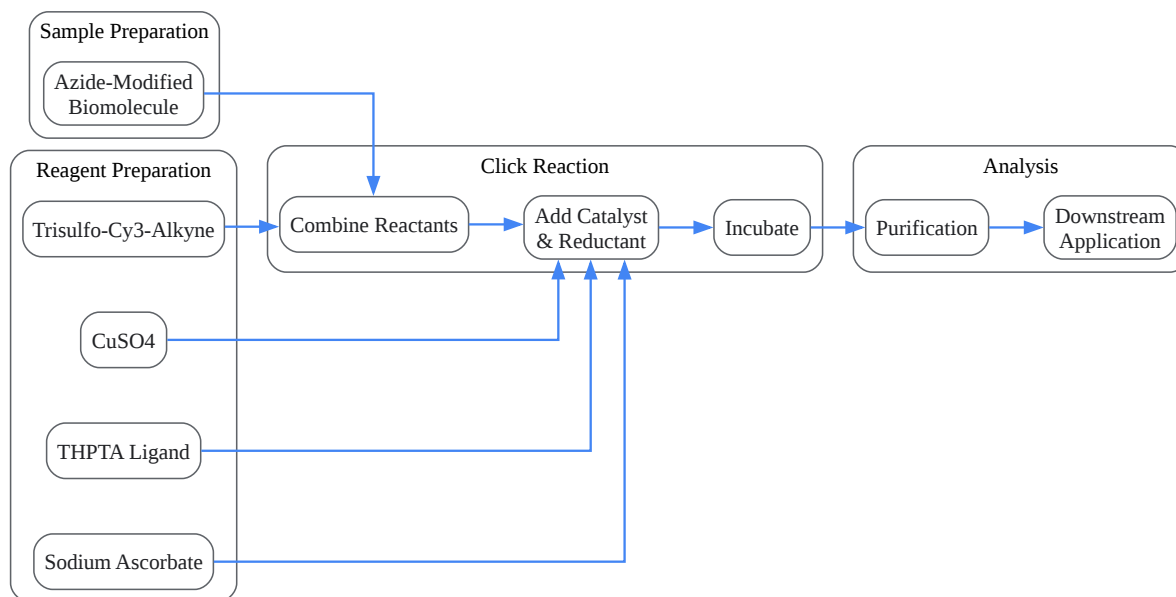 Sample Preparation
Azide-Modified
Biomolecule
Reagent Preparation
Trisulfo-Cy3-Alkyne
CuSO4
THPTA Ligand
Sodium Ascorbate
Click Reaction
Combine Reactants
Add Catalyst
& Reductant
Incubate
Analysis
Purification
Downstream
Application